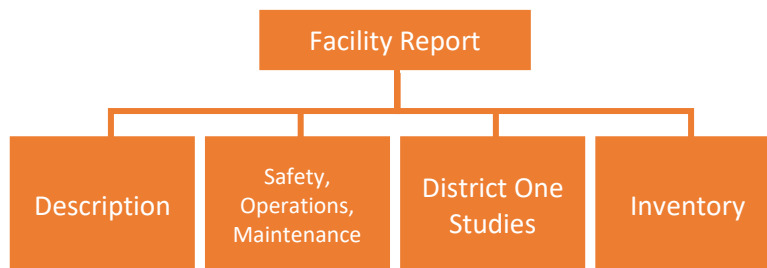 Facility Report
Description
Safety,
Operations,
Maintenance
District One
Studies
Inventory